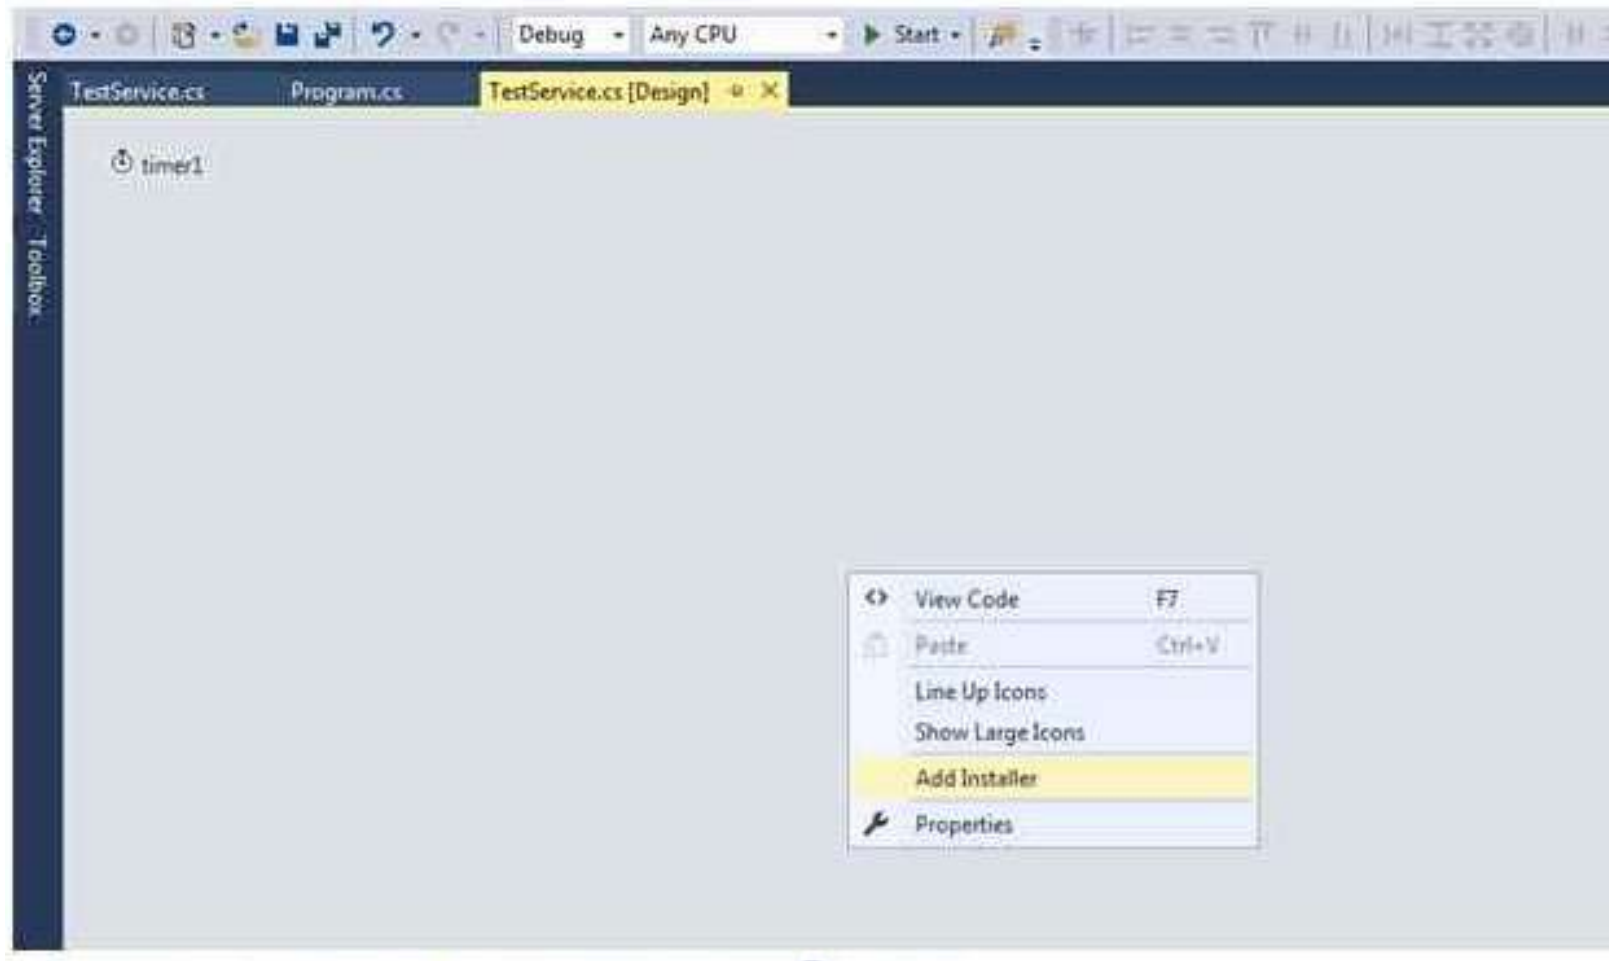 Debug Any CPU Start
TestService.cs Program.cs TestService.cs [Design]
Server Explorer Toolbox
timer1
View Code F7
Paste Ctrl+V
Line Up Icons
Show Large Icons
Add Installer
Properties